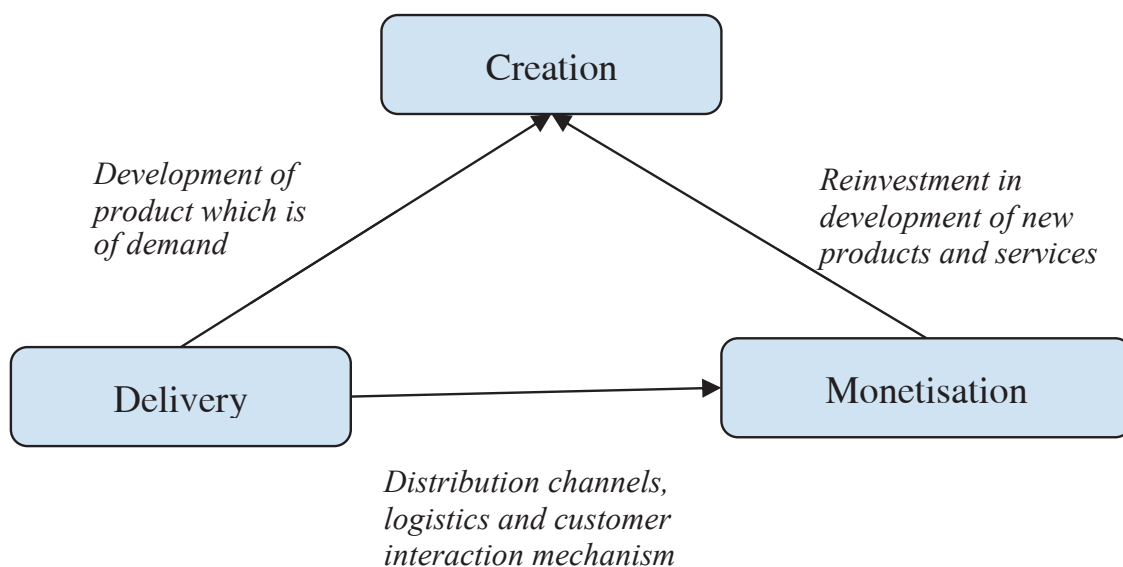 Creation
Development of
product which is
of demand
Reinvestment in
development of new
products and services
Delivery
Monetisation
Distribution channels,
logistics and customer
interaction mechanism